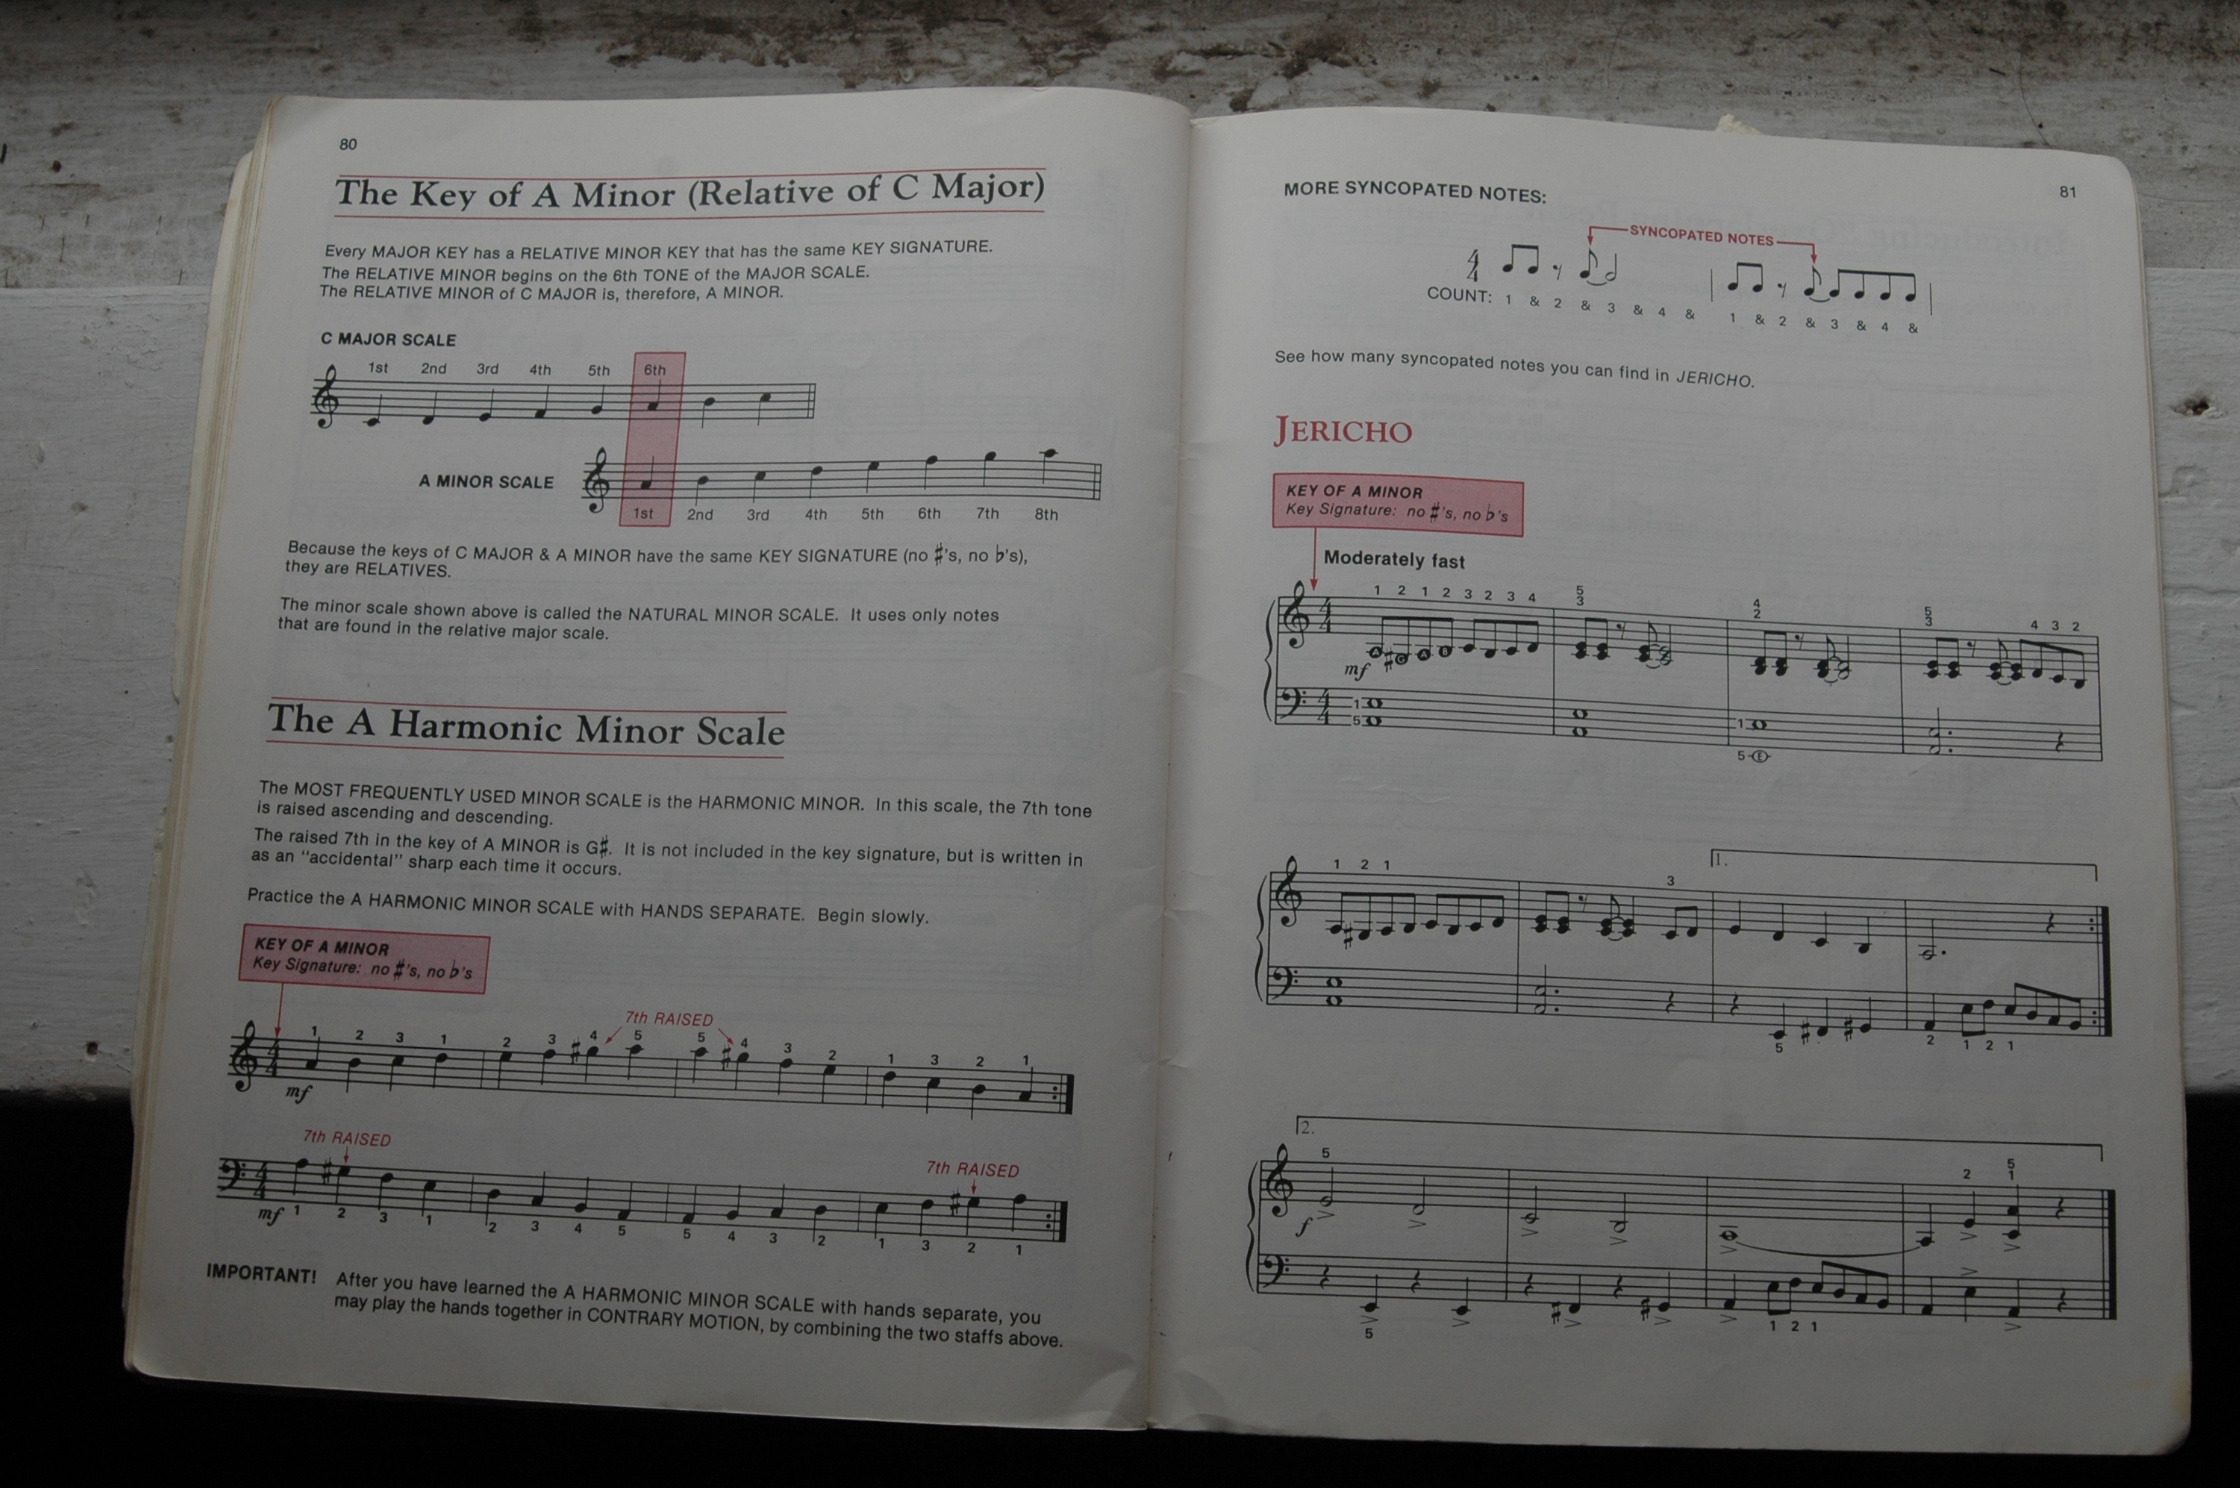 80
The Key of A Minor (Relative of C Major)
Every MAJOR KEY has a RELATIVE MINOR KEY that has the same KEY SIGNATURE.
The RELATIVE MINOR begins on the 6th TONE of the MAJOR SCALE.
The RELATIVE MINOR of C MAJOR is, therefore, A MINOR.
C MAJOR SCALE
1st 2nd 3rd 4th 5th 6th
A MINOR SCALE
1st 2nd 3rd 4th 5th 6th 7th 8th
Because the keys of C MAJOR & A MINOR have the same KEY SIGNATURE (no ♯'s, no ♭'s),
they are RELATIVES.
The minor scale shown above is called the NATURAL MINOR SCALE. It uses only notes
that are found in the relative major scale.
The A Harmonic Minor Scale
The MOST FREQUENTLY USED MINOR SCALE is the HARMONIC MINOR. In this scale, the 7th tone
is raised ascending and descending.
The raised 7th in the key of A MINOR is G♯. It is not included in the key signature, but is written in
as an "accidental" sharp each time it occurs.
Practice the A HARMONIC MINOR SCALE with HANDS SEPARATE. Begin slowly.
KEY OF A MINOR
Key Signature: no ♯'s, no ♭'s
7th RAISED
1 2 3 1 2 3 4 5 5 4 3 2 1 3 2 1
4 4
mf
7th RAISED
7th RAISED
4 4
mf 1 2 3 1 2 3 4 5 5 4 3 2 1 3 2 1
IMPORTANT! After you have learned the A HARMONIC MINOR SCALE with hands separate, you
may play the hands together in CONTRARY MOTION, by combining the two staffs above.
81
MORE SYNCOPATED NOTES:
SYNCOPATED NOTES
4 4
COUNT: 1 & 2 & 3 & 4 & 1 & 2 & 3 & 4 &
See how many syncopated notes you can find in JERICHO.
JERICHO
KEY OF A MINOR
Key Signature: no ♯'s, no ♭'s
Moderately fast
1 2 1 2 3 2 3 4 5 3 4 2 5 3 4 3 2
4 4
A G A B
mf
4 4
1 5 1
5 E
1.
1 2 1 3
5 2 1 2 1
2.
5 2 5 1
f
5 1 2 1